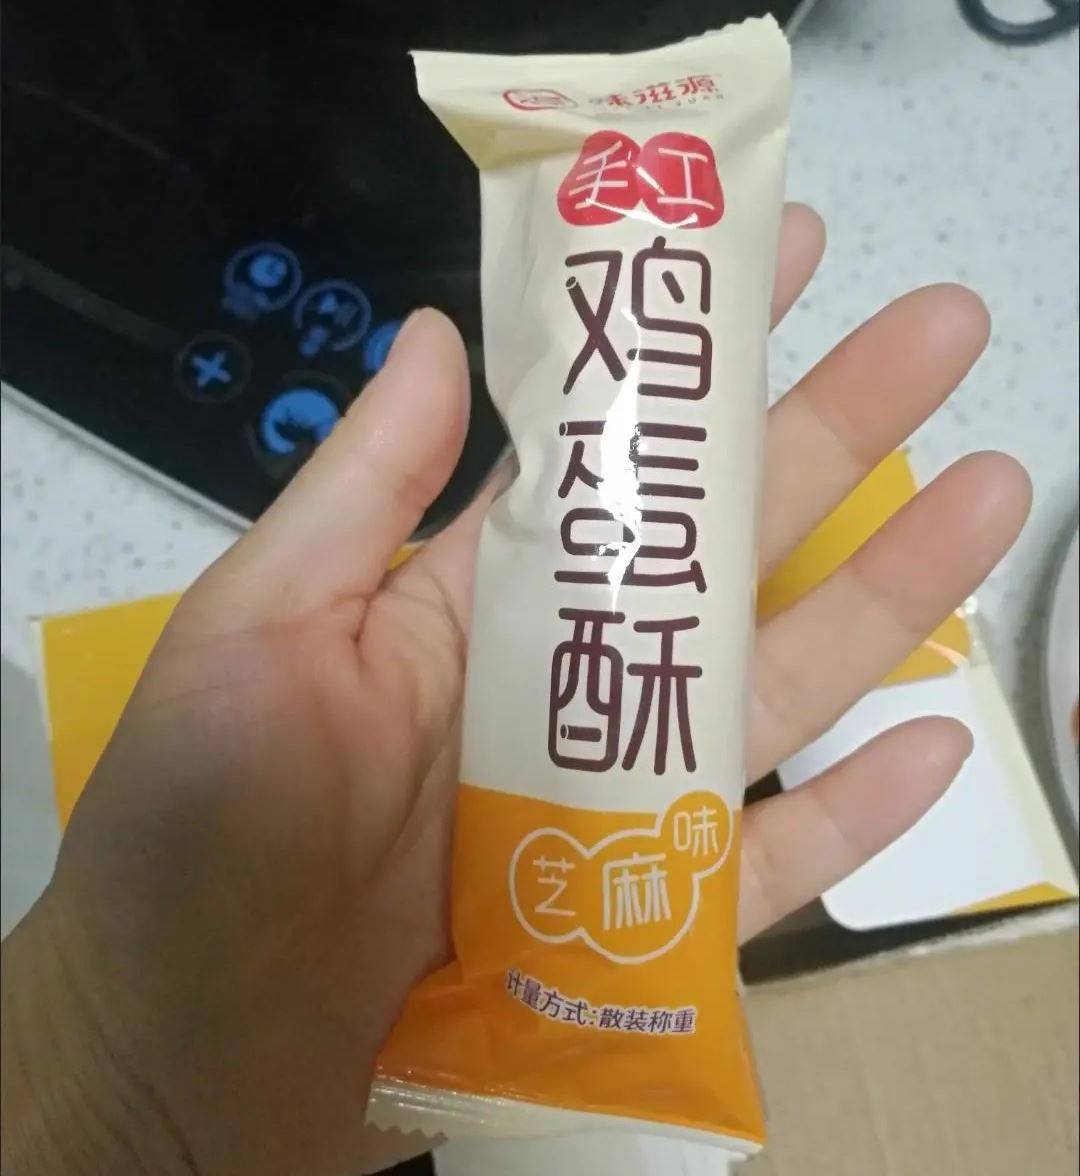 味滋源
手工
鸡蛋酥
芝麻味
计量方式:散装称重